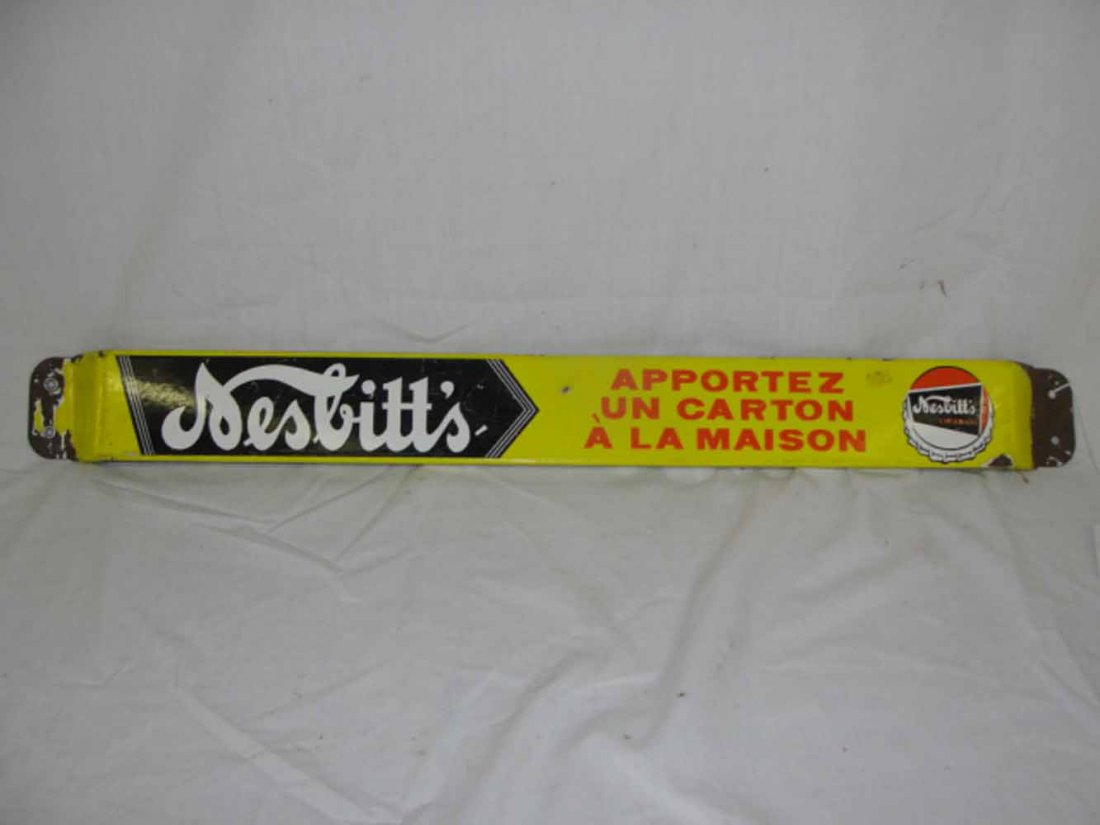 Nesbitt's
APPORTEZ
UN CARTON
À LA MAISON
Nesbitt's